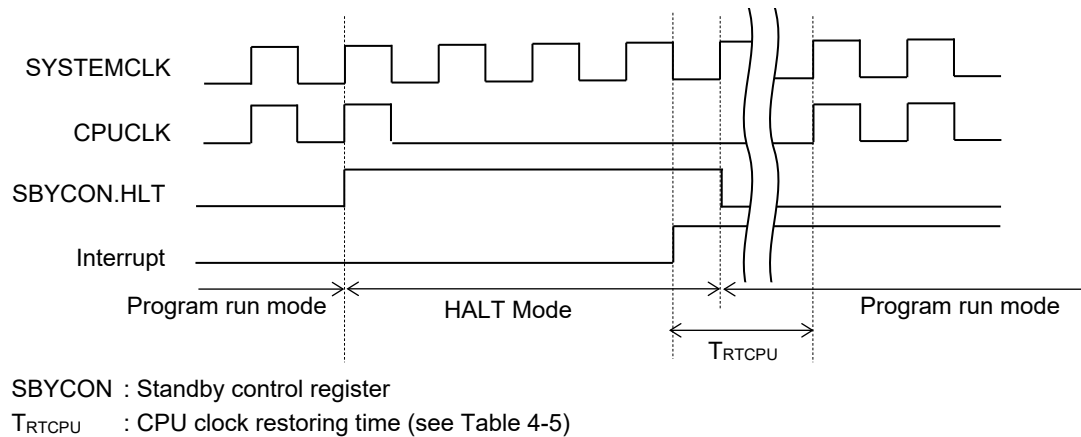 SYSTEMCLK
CPUCLK
SBYCON.HLT
Interrupt
Program run mode HALT Mode Program run mode
TRTCPU
SBYCON : Standby control register
TRTCPU : CPU clock restoring time (see Table 4-5)